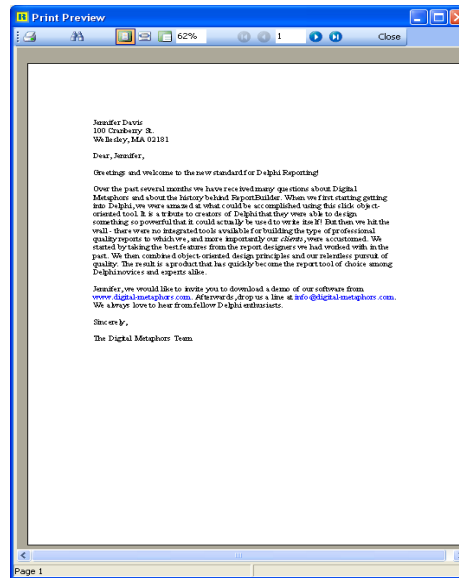 Print Preview
62%
1
Close
Jennifer Davis
100 Cranberry St.
Wellesley, MA 02181
Dear, Jennifer,
Greetings and welcome to the new standard for Delphi Reporting!
Over the past several months we have received many questions about Digital
Metaphors and about the history behind ReportBuilder. When we first starting getting
into Delphi, we were amazed at what could be accomplished using this slick object-
oriented tool. It is a tribute to creators of Delphi that they were able to design
something so powerful that it could actually be used to write itself! But then we hit the
wall - there were no integrated tools available for building the type of professional
quality reports to which we, and more importantly our clients, were accustomed. We
started by taking the best features from the report designers we had worked with in the
past. We then combined object-oriented design principles and our relentless pursuit of
quality. The result is a product that has quickly become the report tool of choice among
Delphi novices and experts alike.
Jennifer, we would like to invite you to download a demo of our software from
www.digital-metaphors.com. Afterwards, drop us a line at info@digital-metaphors.com.
We always love to hear from fellow Delphi enthusiasts.
Sincerely,
The Digital Metaphors Team
Page 1